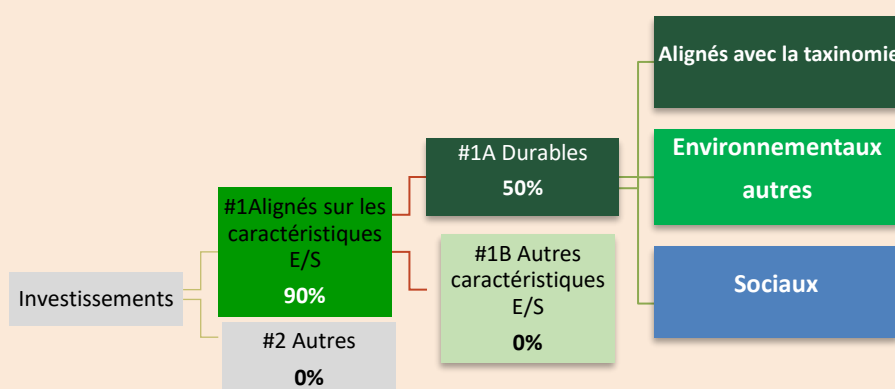 Investissements
#1Alignés sur les
caractéristiques
E/S
90%
#2 Autres
0%
#1A Durables
50%
#1B Autres
caractéristiques
E/S
0%
Alignés avec la taxinomie
Environnementaux
autres
Sociaux